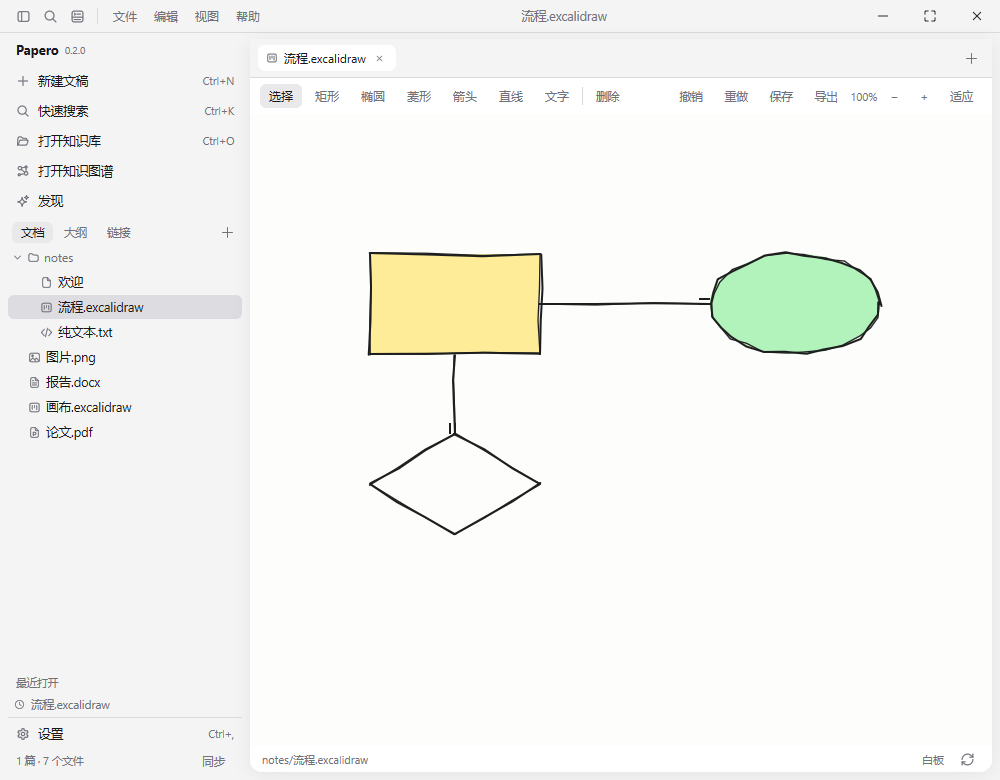 文件 编辑 视图 帮助 流程.excalidraw
Papero 0.2.0
新建文稿 Ctrl+N
快速搜索 Ctrl+K
打开知识库 Ctrl+O
打开知识图谱
发现
文档 大纲 链接
notes
欢迎
流程.excalidraw
纯文本.txt
图片.png
报告.docx
画布.excalidraw
论文.pdf
最近打开
流程.excalidraw
设置 Ctrl+,
1 篇 · 7 个文件 同步
流程.excalidraw ×
选择 矩形 椭圆 菱形 箭头 直线 文字 删除 撤销 重做 保存 导出 100% − + 适应
notes/流程.excalidraw 白板